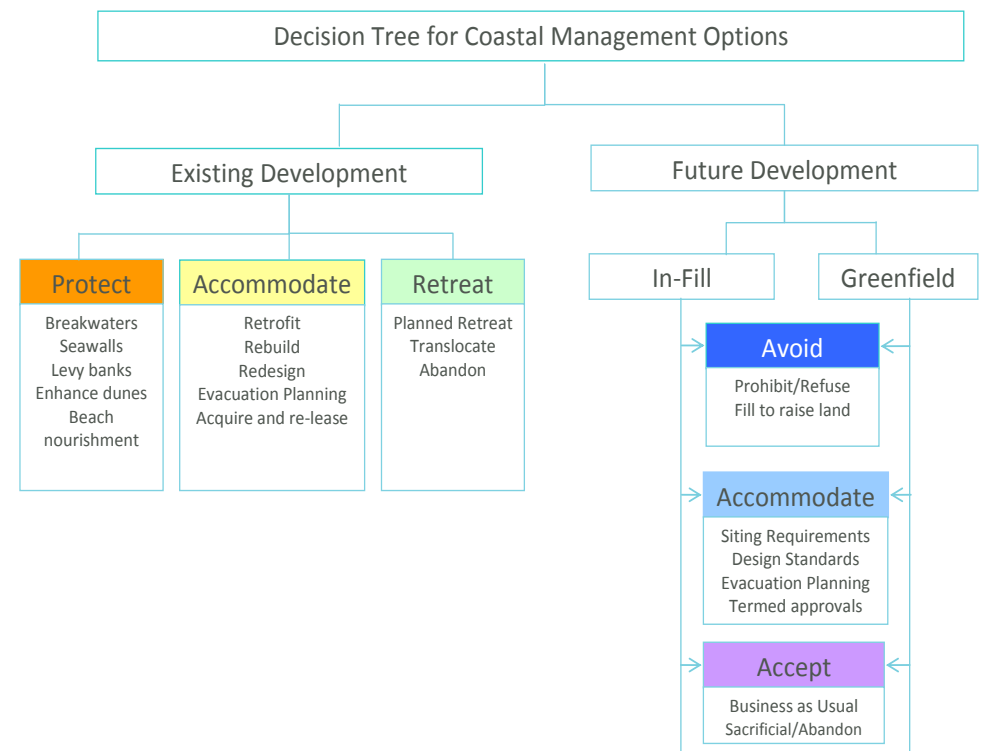 Decision Tree for Coastal Management Options
Existing Development
Future Development
Protect
Breakwaters
Seawalls
Levy banks
Enhance dunes
Beach
nourishment
Accommodate
Retrofit
Rebuild
Redesign
Evacuation Planning
Acquire and re-lease
Retreat
Planned Retreat
Translocate
Abandon
In-Fill
Greenfield
Avoid
Prohibit/Refuse
Fill to raise land
Accommodate
Siting Requirements
Design Standards
Evacuation Planning
Termed approvals
Accept
Business as Usual
Sacrificial/Abandon